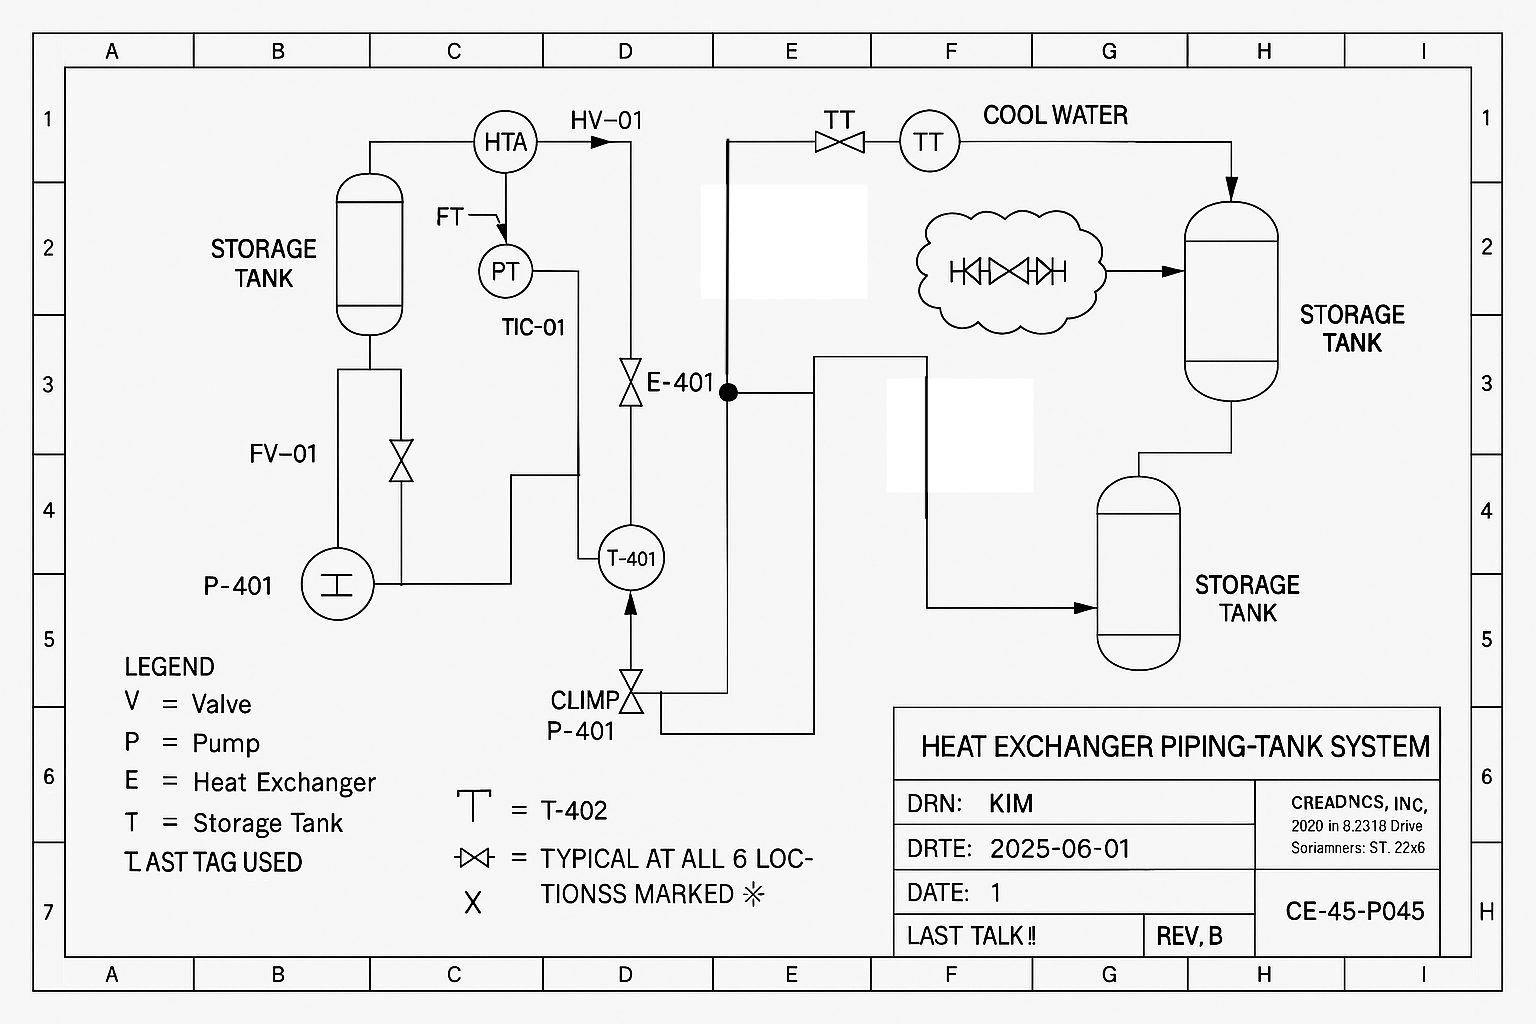 A B C D E F G H I
1 1
2 2
3 3
4 4
5 5
6 6
7 H
HTA
HV-01
TT
TT
COOL WATER
FT
PT
STORAGE
TANK
TIC-01
STORAGE
TANK
E-401
FV-01
T-401
P-401
STORAGE
TANK
CLIMP
P-401
LEGEND
V = Valve
P = Pump
E = Heat Exchanger
T = Storage Tank
T.AST TAG USED
= T-402
= TYPICAL AT ALL 6 LOC-
X TIONSS MARKED ※
HEAT EXCHANGER PIPING-TANK SYSTEM
DRN: KIM
DRTE: 2025-06-01
DATE: 1
LAST TALK!!
REV, B
CREADNCS, INC,
2020 in 8.2318 Drive
Soriamners: ST. 22x6
CE-45-P045
A B C D E F G H I